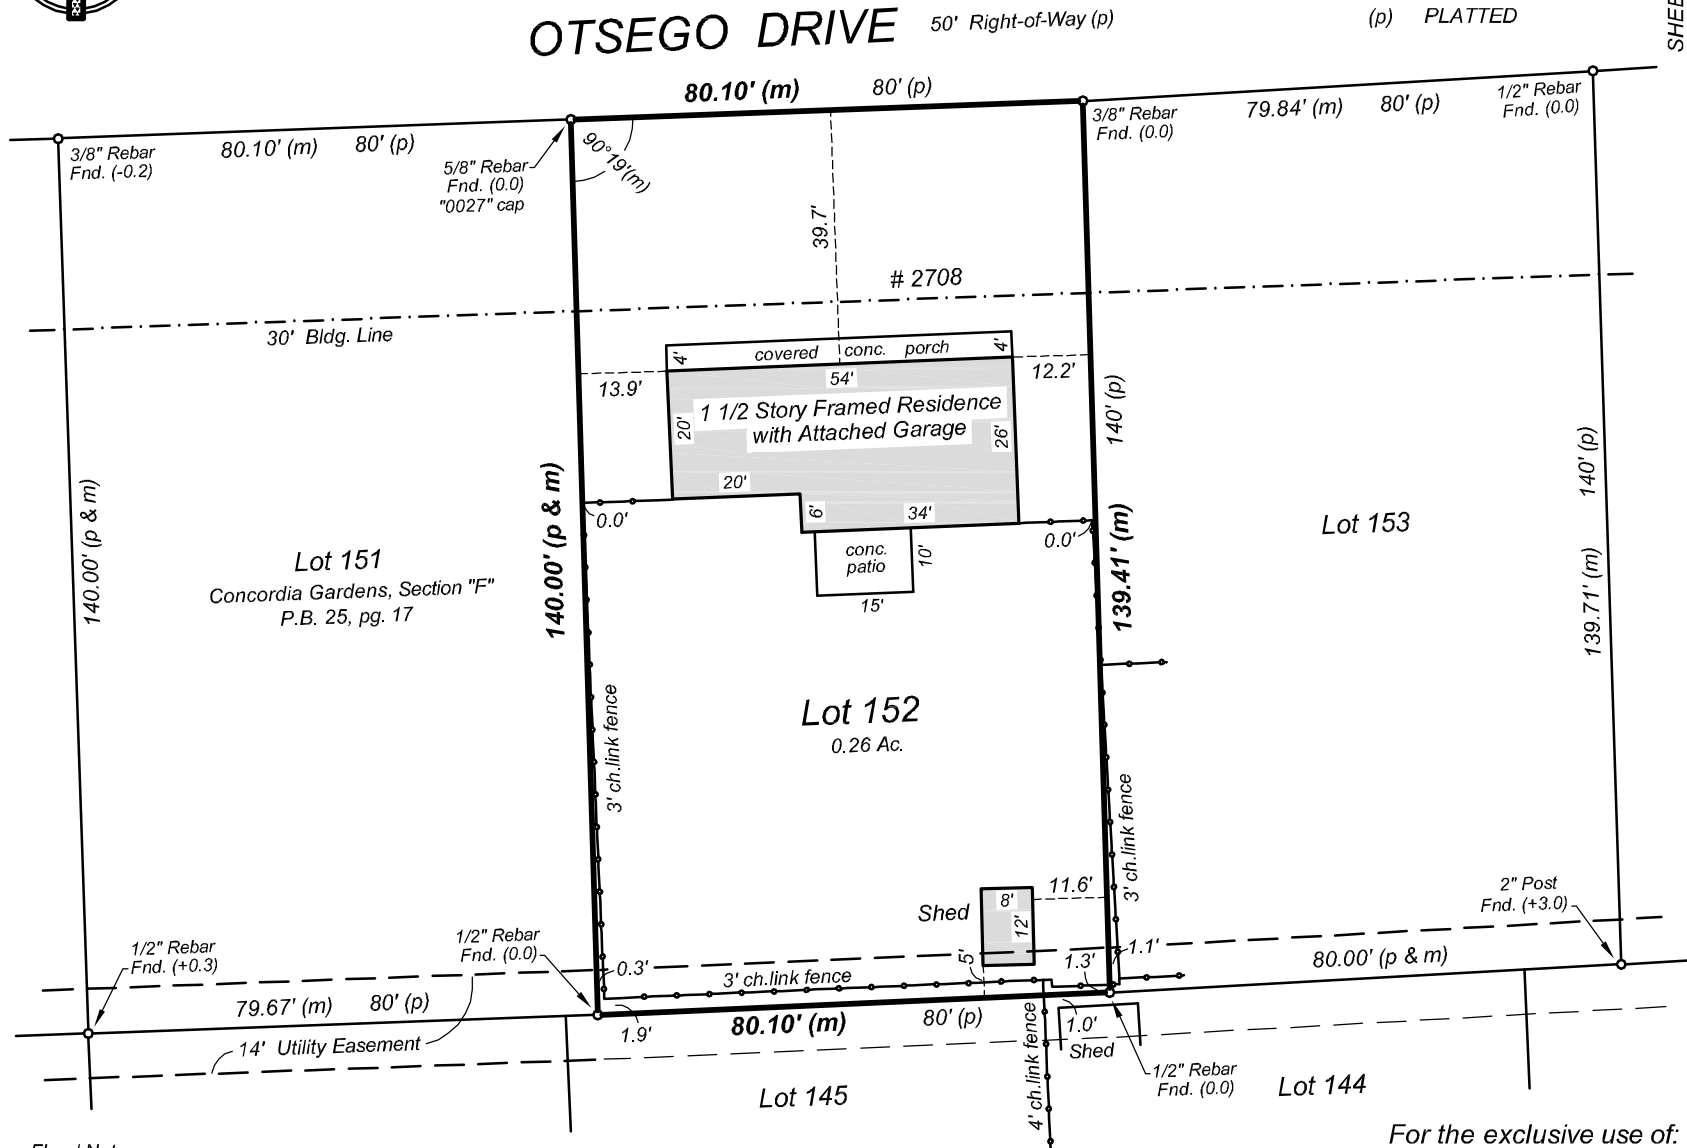 OTSEGO DRIVE 50' Right-of-Way (p)
(p) PLATTED
80.10' (m) 80' (p)
3/8" Rebar
Fnd. (-0.2)
80.10' (m) 80' (p)
5/8" Rebar
Fnd. (0.0)
"0027" cap
90°19'(m)
3/8" Rebar
Fnd. (0.0)
79.84' (m) 80' (p)
1/2" Rebar
Fnd. (0.0)
39.7'
# 2708
30' Bldg. Line
4'
covered conc. porch
4'
13.9'
54'
12.2'
1 1/2 Story Framed Residence
with Attached Garage
20'
26'
20'
6'
34'
0.0'
0.0'
conc.
patio
10'
15'
140.00' (p & m)
140.00' (p & m)
140' (p)
139.41' (m)
140' (p)
139.71' (m)
Lot 151
Concordia Gardens, Section "F"
P.B. 25, pg. 17
Lot 153
Lot 152
0.26 Ac.
3' ch.link fence
3' ch.link fence
Shed
8'
12'
11.6'
5'
1.3'
1.1'
2" Post
Fnd. (+3.0)
1/2" Rebar
Fnd. (+0.3)
1/2" Rebar
Fnd. (0.0)
0.3'
3' ch.link fence
80.00' (p & m)
79.67' (m) 80' (p)
1.9'
80.10' (m) 80' (p)
1.0'
Shed
14' Utility Easement
4' ch.link fence
1/2" Rebar
Fnd. (0.0)
Lot 145
Lot 144
For the exclusive use of: